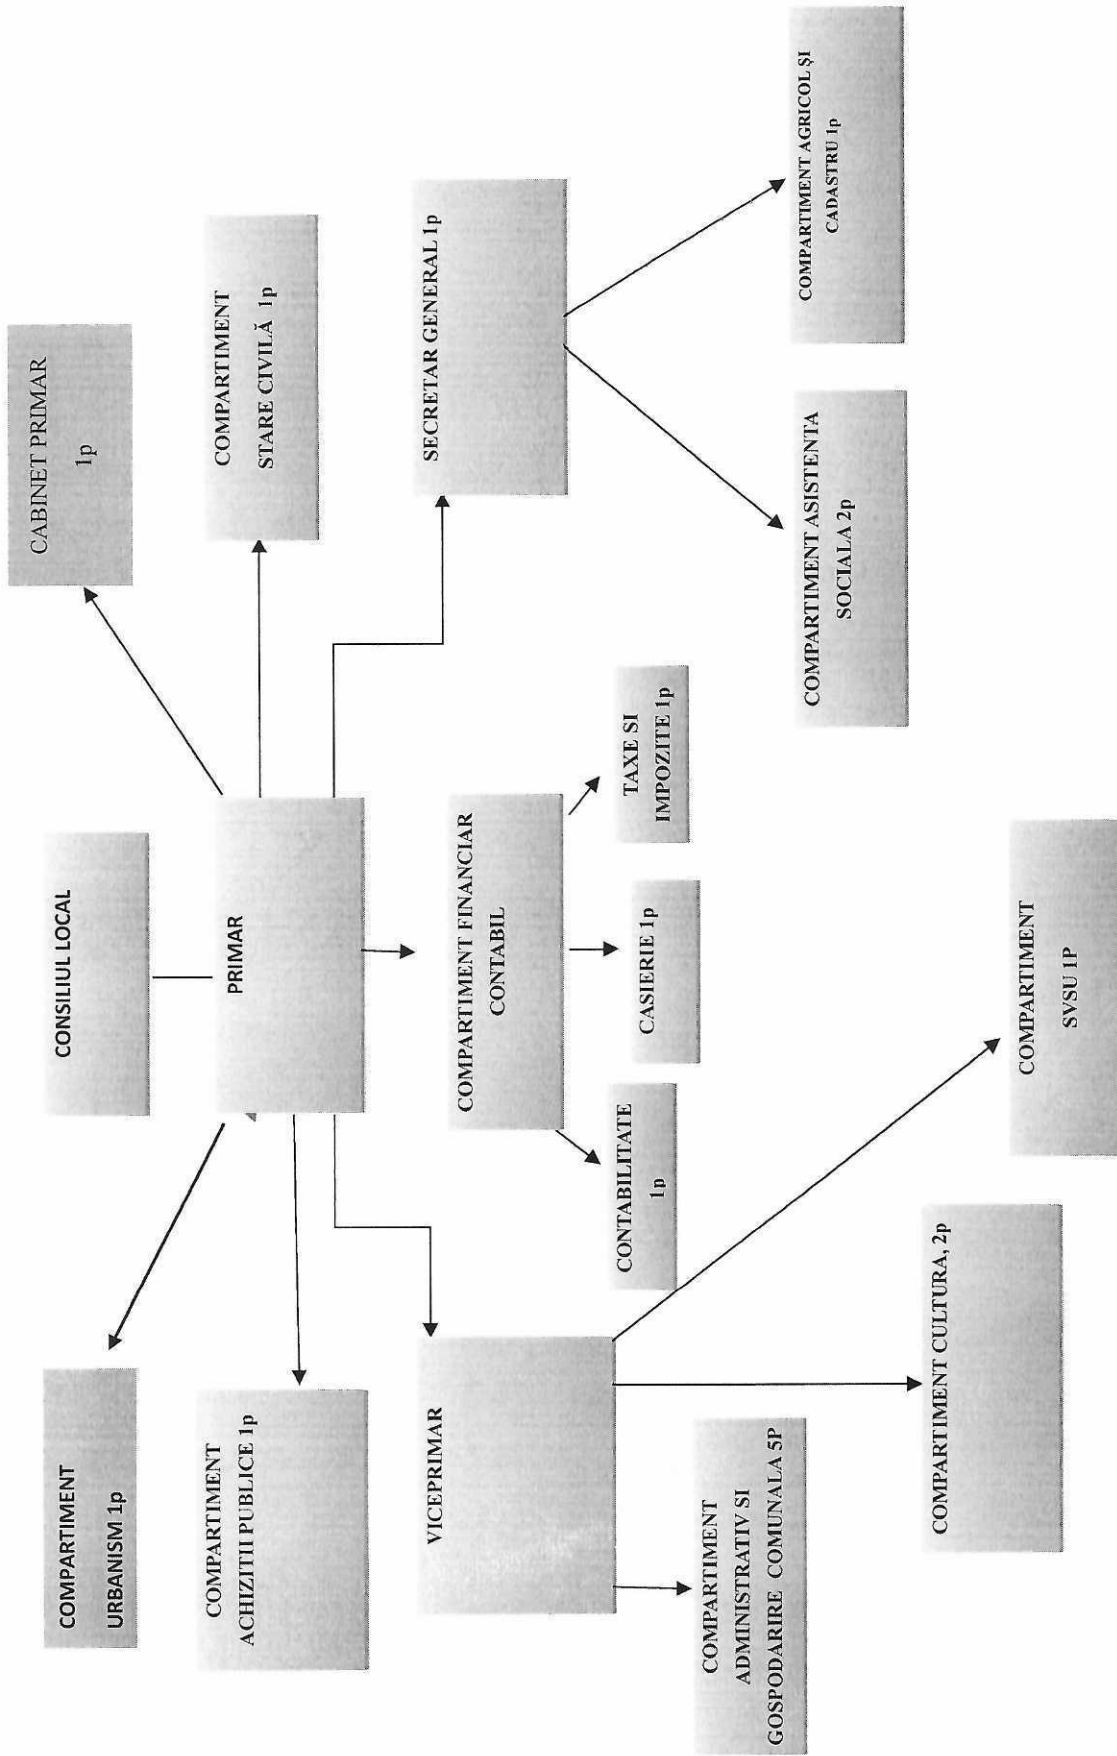 CONSILIUL LOCAL
CABINET PRIMAR
1p
COMPARTIMENT
URBANISM 1p
PRIMAR
COMPARTIMENT
STARE CIVILĂ 1p
COMPARTIMENT
ACHIZITII PUBLICE 1p
VICEPRIMAR
COMPARTIMENT FINANCIAR
CONTABIL
SECRETAR GENERAL 1p
CONTABILITATE
1p
CASIERIE 1p
TAXE SI
IMPOZITE 1p
COMPARTIMENT
ADMINISTRATIV SI
GOSPODARIRE COMUNALA 5P
COMPARTIMENT ASISTENTA
SOCIALA 2p
COMPARTIMENT AGRICOL ȘI
CADASTRU 1p
COMPARTIMENT CULTURA, 2p
COMPARTIMENT
SVSU 1P